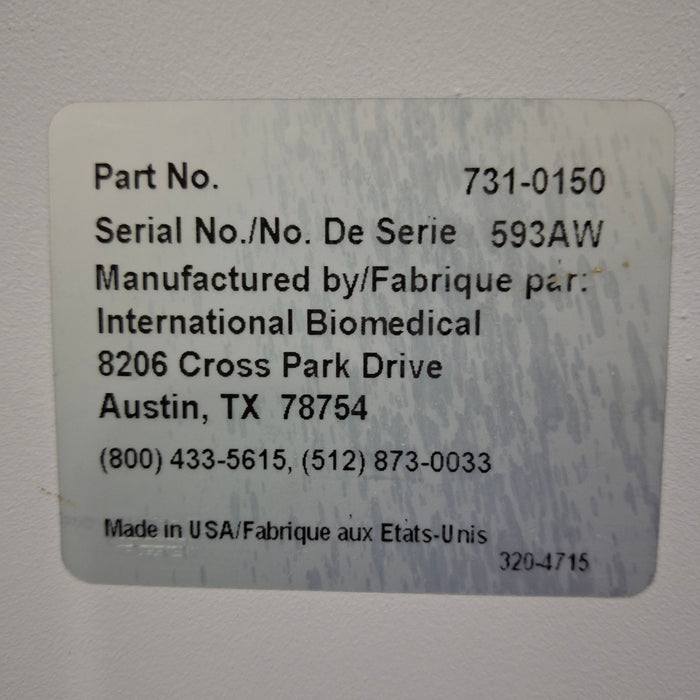 Part No. 731-0150
Serial No./No. De Serie 593AW
Manufactured by/Fabrique par:
International Biomedical
8206 Cross Park Drive
Austin, TX 78754
(800) 433-5615, (512) 873-0033
Made in USA/Fabrique aux Etats-Unis
320-4715